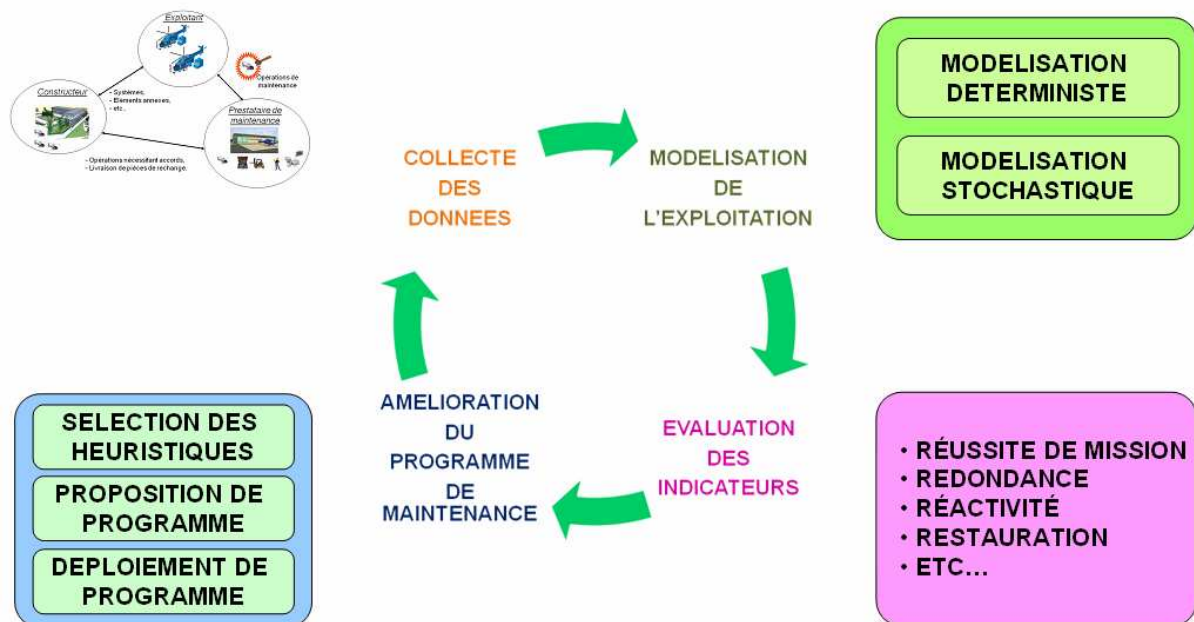 Exploitant
Opérations de
maintenance
Constructeur
- Systèmes,
- Eléments annexes,
- etc.
Prestataire de
maintenance
- Opérations nécessitant accords,
- Livraison de pièces de rechange.
COLLECTE
DES
DONNEES
MODELISATION
DE
L'EXPLOITATION
MODELISATION
DETERMINISTE
MODELISATION
STOCHASTIQUE
SELECTION DES
HEURISTIQUES
PROPOSITION DE
PROGRAMME
DEPLOIEMENT DE
PROGRAMME
AMELIORATION
DU
PROGRAMME
DE
MAINTENANCE
EVALUATION
DES
INDICATEURS
• RÉUSSITE DE MISSION
• REDONDANCE
• RÉACTIVITÉ
• RESTAURATION
• ETC...